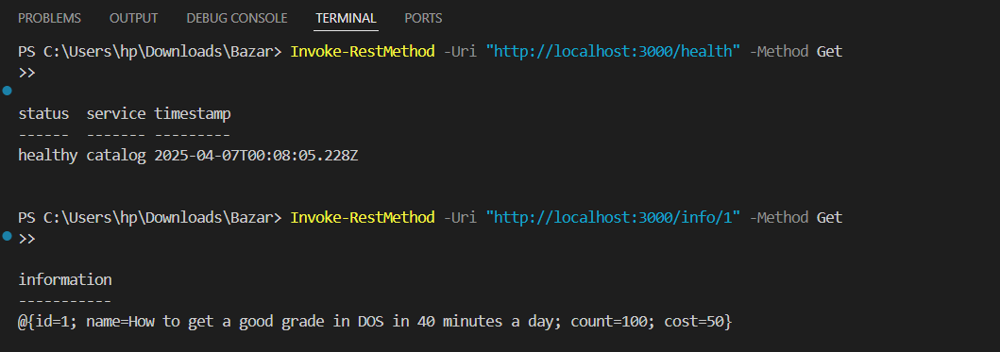 PROBLEMS OUTPUT DEBUG CONSOLE TERMINAL PORTS
PS C:\Users\hp\Downloads\Bazar> Invoke-RestMethod -Uri "http://localhost:3000/health" -Method Get
>>
status  service timestamp
------  ------- ---------
healthy catalog 2025-04-07T00:08:05.228Z
PS C:\Users\hp\Downloads\Bazar> Invoke-RestMethod -Uri "http://localhost:3000/info/1" -Method Get
>>
information
-----------
@{id=1; name=How to get a good grade in DOS in 40 minutes a day; count=100; cost=50}